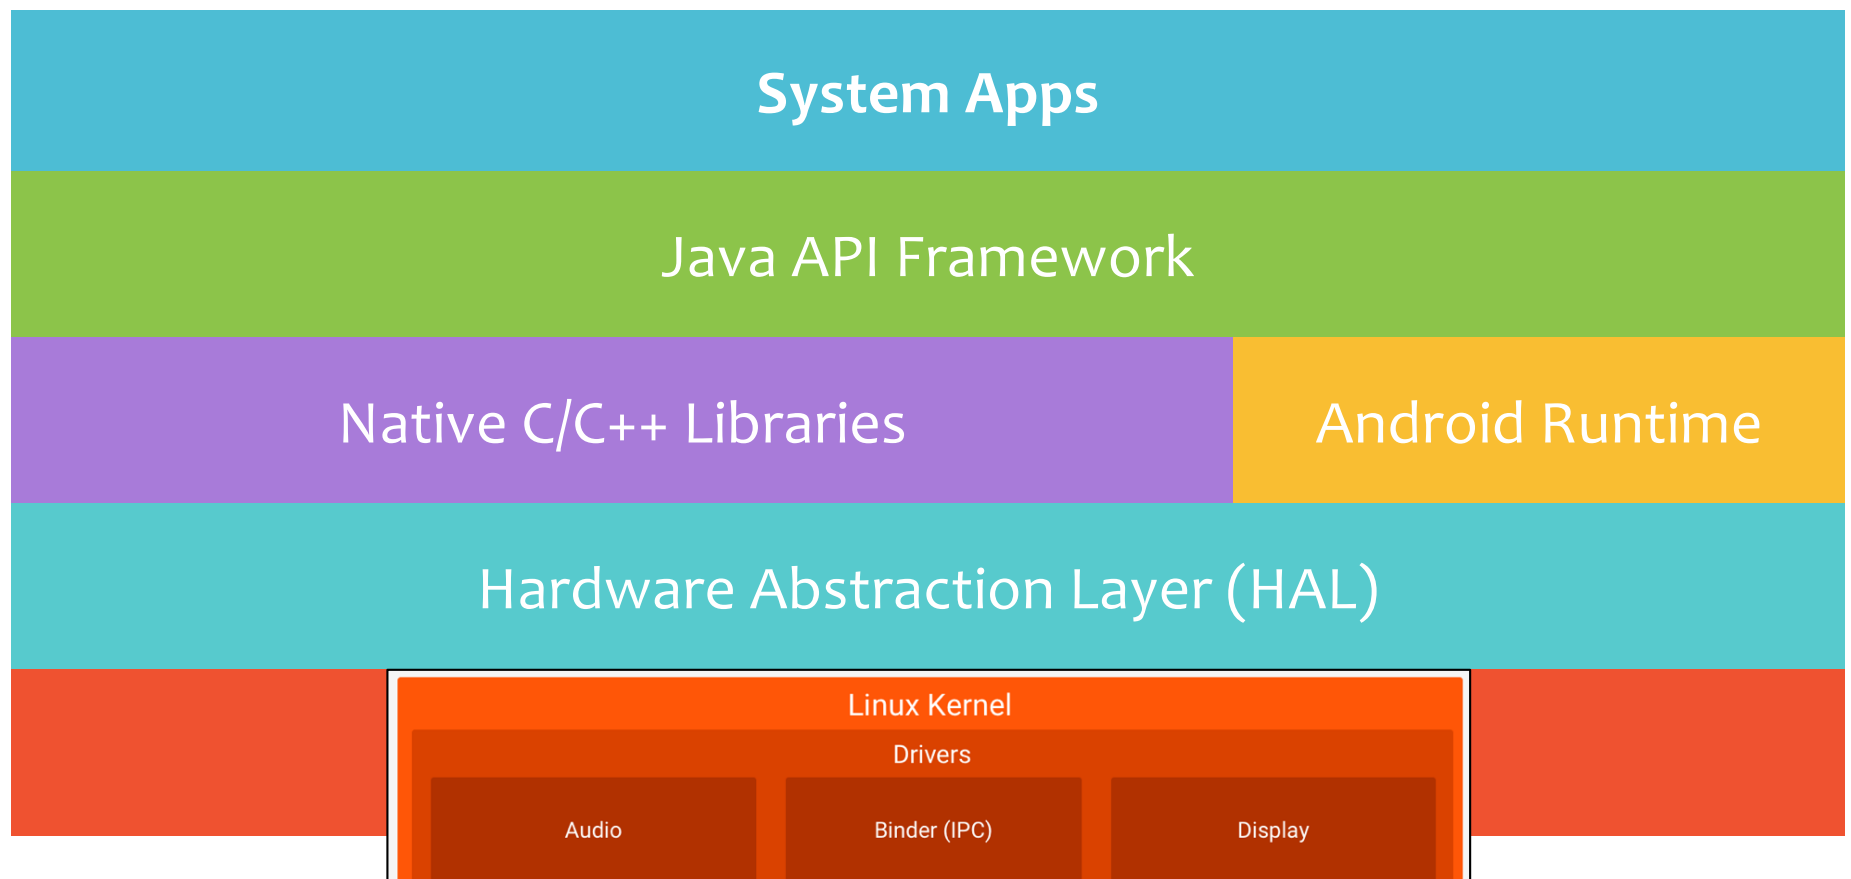 System Apps
Java API Framework
Native C/C++ Libraries
Android Runtime
Hardware Abstraction Layer (HAL)
Linux Kernel
Drivers
Audio
Binder (IPC)
Display